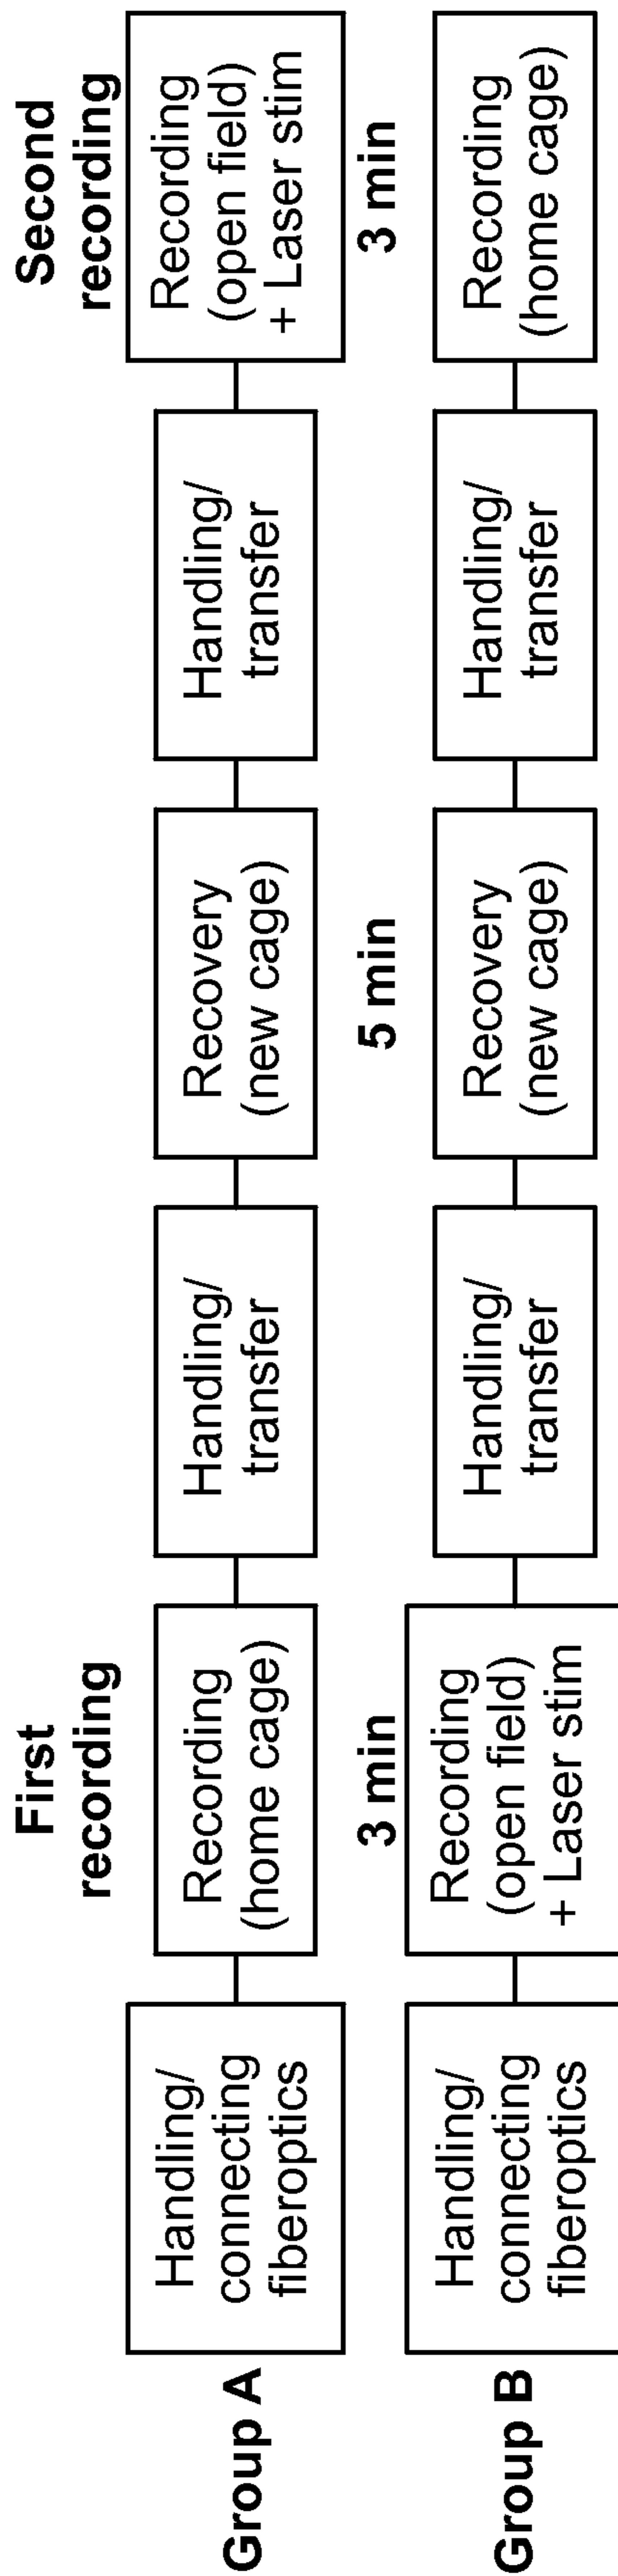 First
recording
Second
recording
Group A
Handling/
connecting
fiberoptics
Recording
(home cage)
Handling/
transfer
Recovery
(new cage)
Handling/
transfer
Recording
(open field)
+ Laser stim
3 min
5 min
3 min
Group B
Handling/
connecting
fiberoptics
Recording
(open field)
+ Laser stim
Handling/
transfer
Recovery
(new cage)
Handling/
transfer
Recording
(home cage)